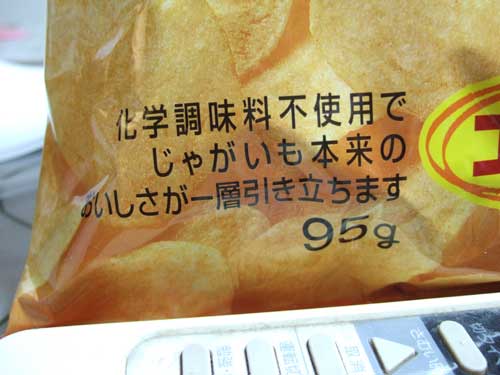 化学調味料不使用で
じゃがいも本来の
おいしさが一層引き立ちます
95g